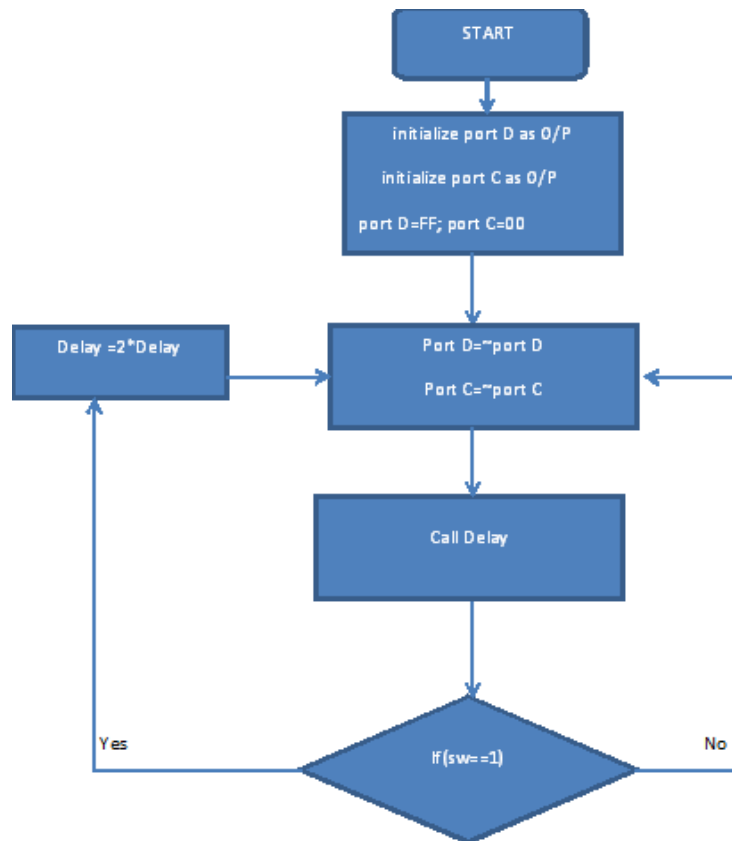 START
initialize port D as O/P
initialize port C as O/P
port D=FF; port C=00
Delay =2*Delay
Port D=~port D
Port C=~port C
Call Delay
Yes
If(sw==1)
No